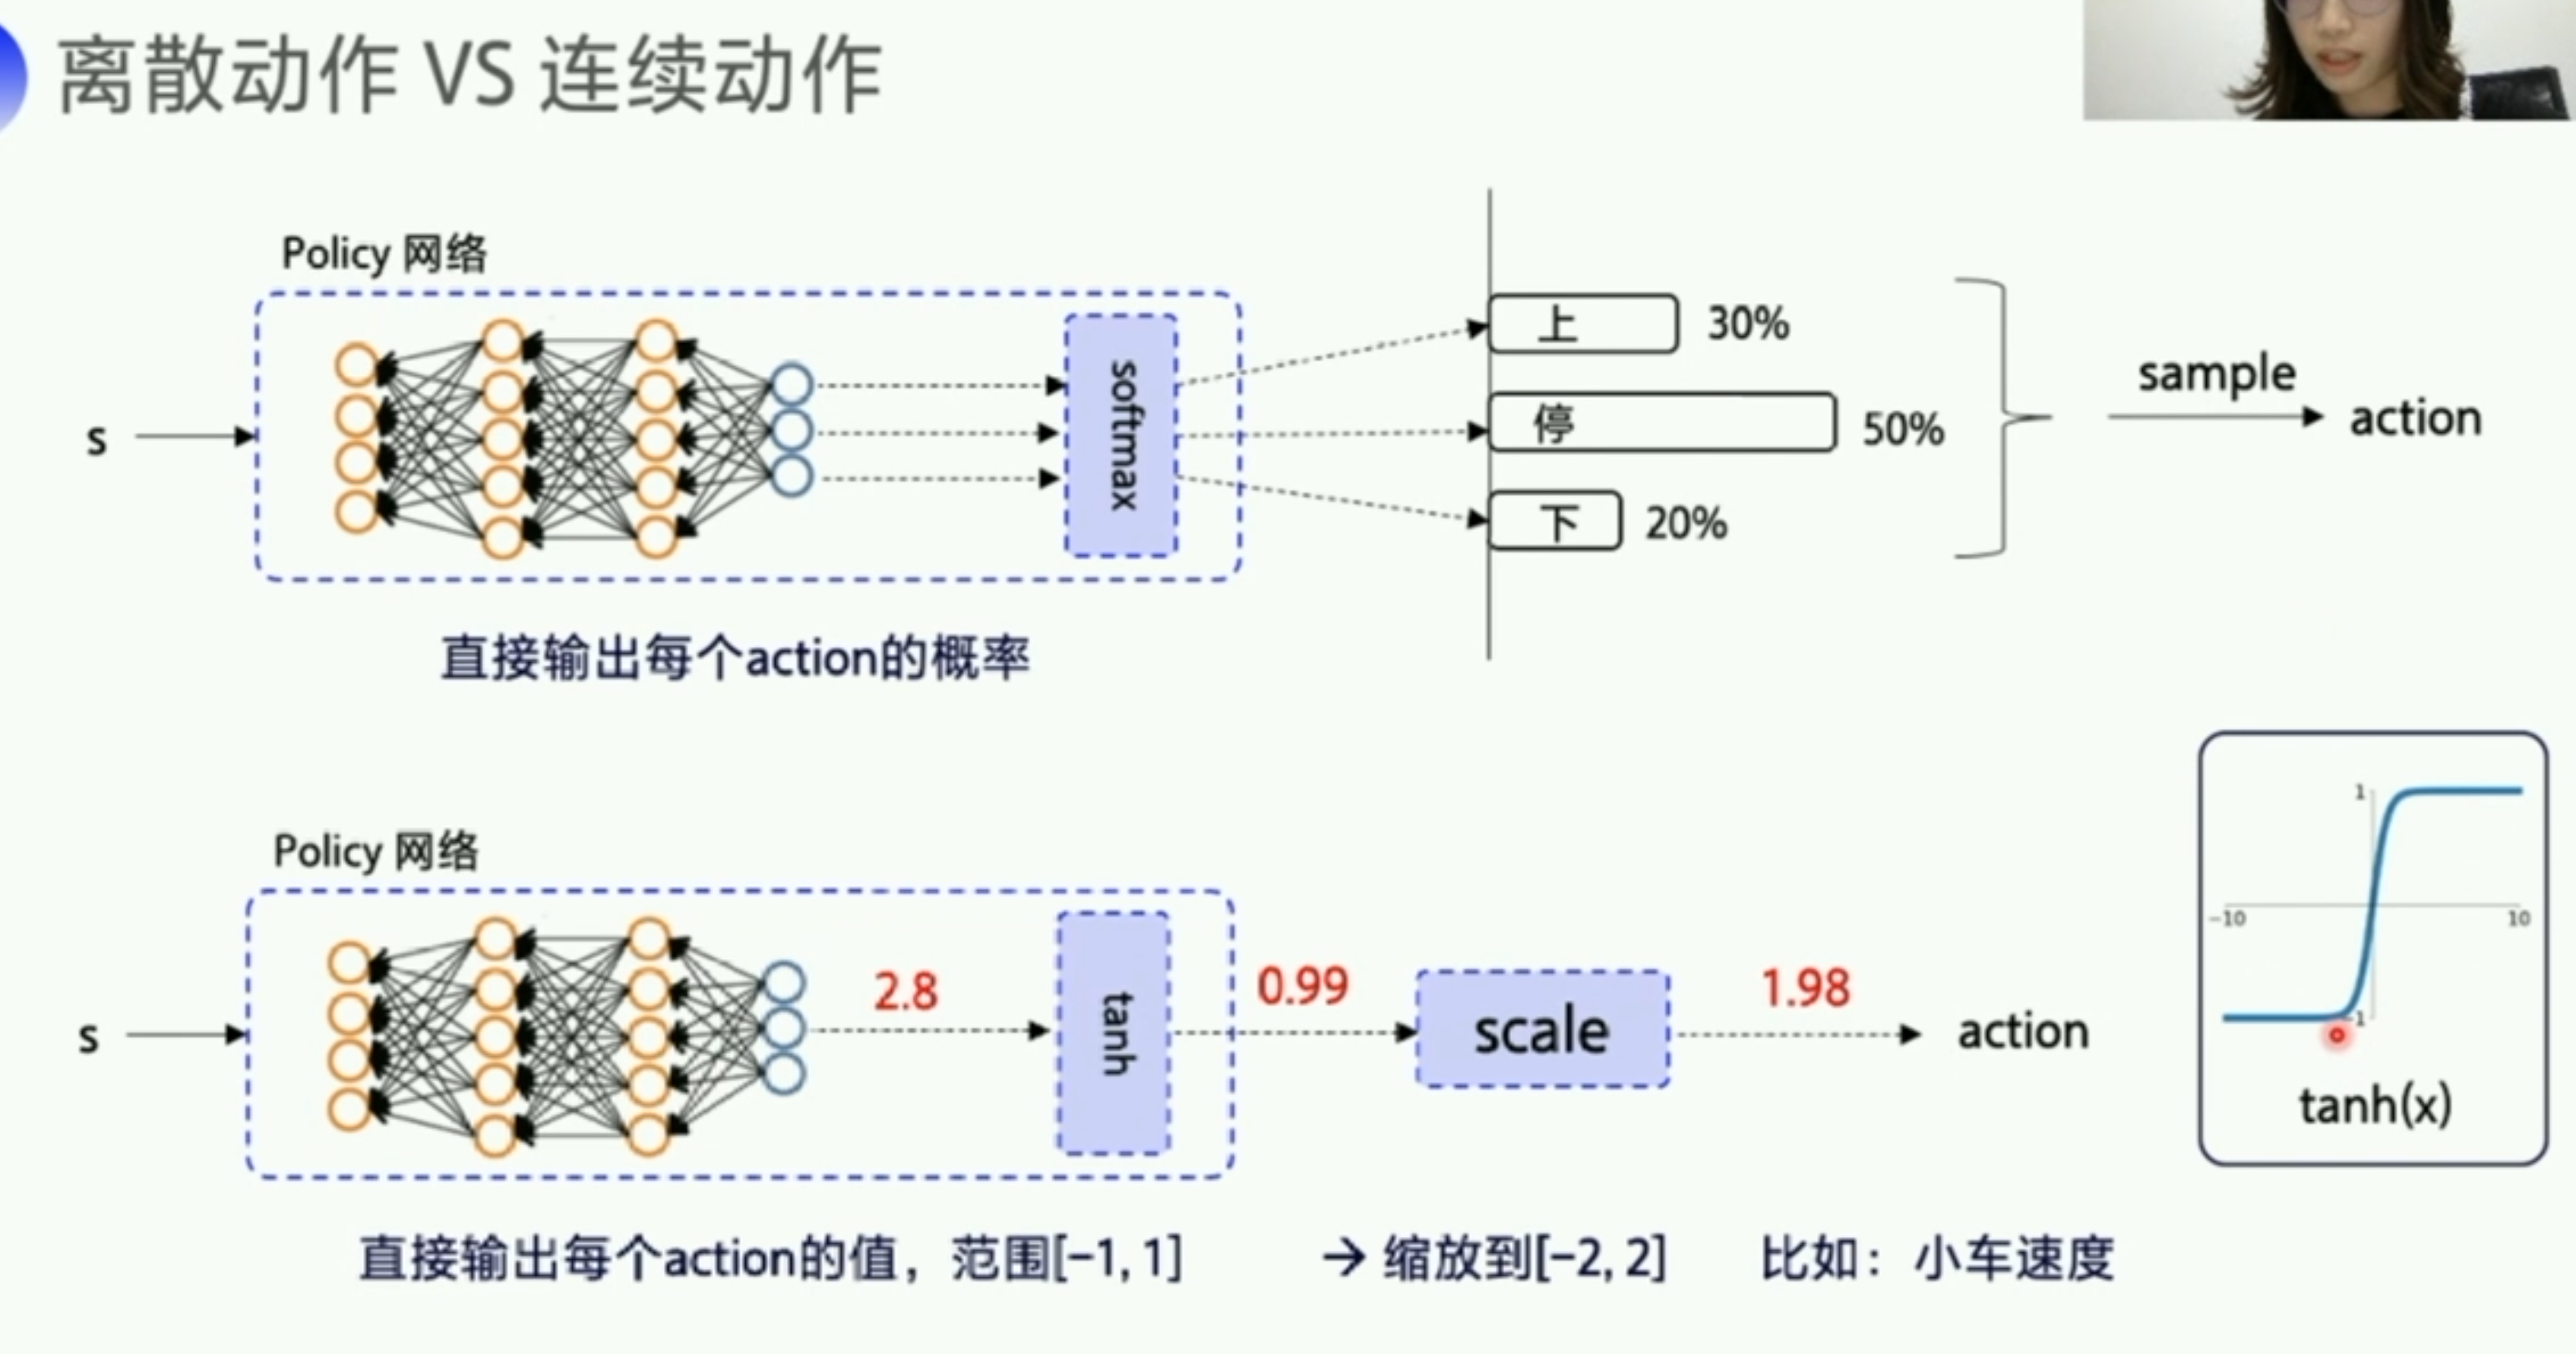 离散动作 VS 连续动作
Policy 网络
s
softmax
上
30%
停
50%
下
20%
sample
action
直接输出每个action的概率
Policy 网络
s
2.8
tanh
0.99
scale
1.98
action
1
-10
10
-1
tanh(x)
直接输出每个action的值，范围[-1, 1]
→ 缩放到[-2, 2]
比如：小车速度